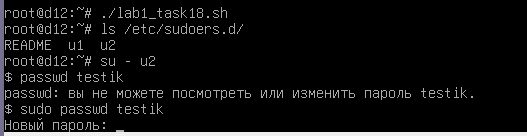 root@d12:~# ./lab1_task18.sh
root@d12:~# ls /etc/sudoers.d/
README u1 u2
root@d12:~# su - u2
$ passwd testik
passwd: вы не можете посмотреть или изменить пароль testik.
$ sudo passwd testik
Новый пароль: _